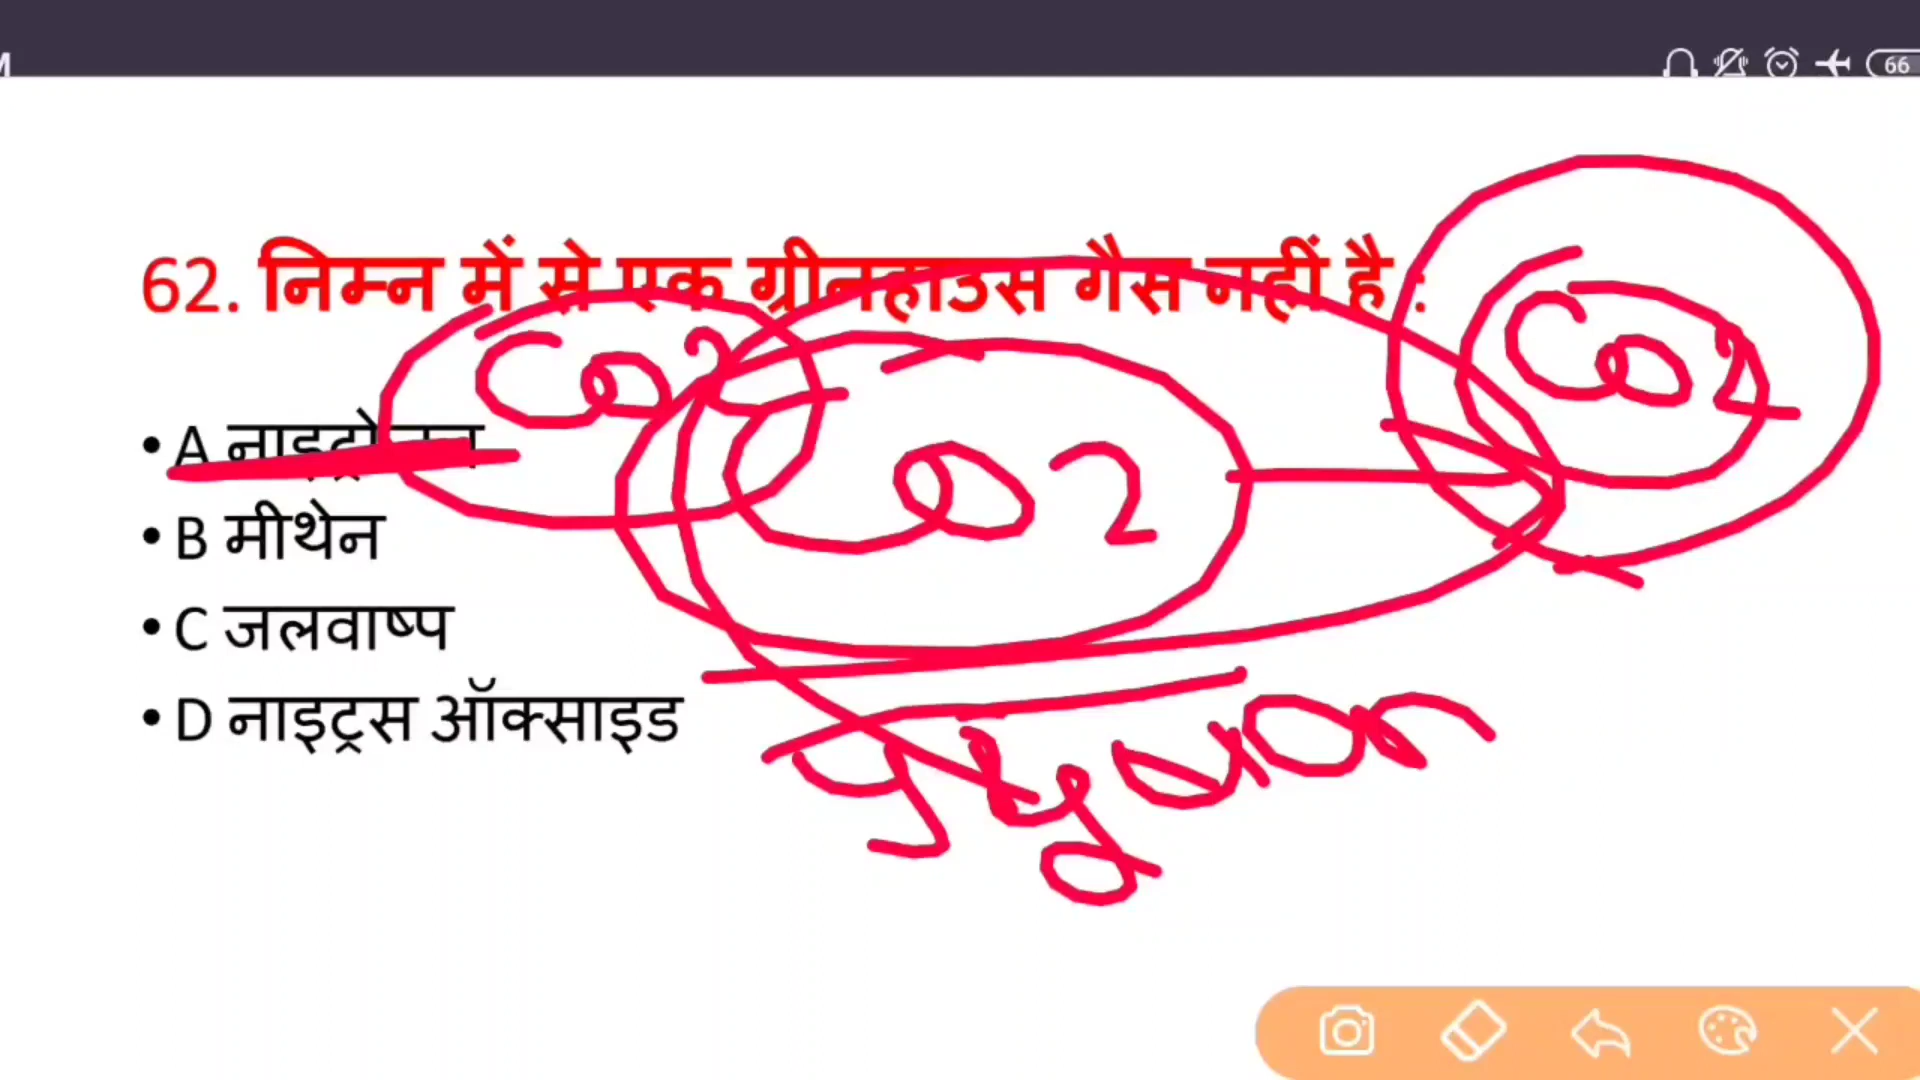 66
62. निम्न में से एक ग्रीनहाउस गैस नहीं है :
Co2
Co2
• A नाइट्रोजन
Co2
• B मीथेन
• C जलवाष्प
• D नाइट्रस ऑक्साइड